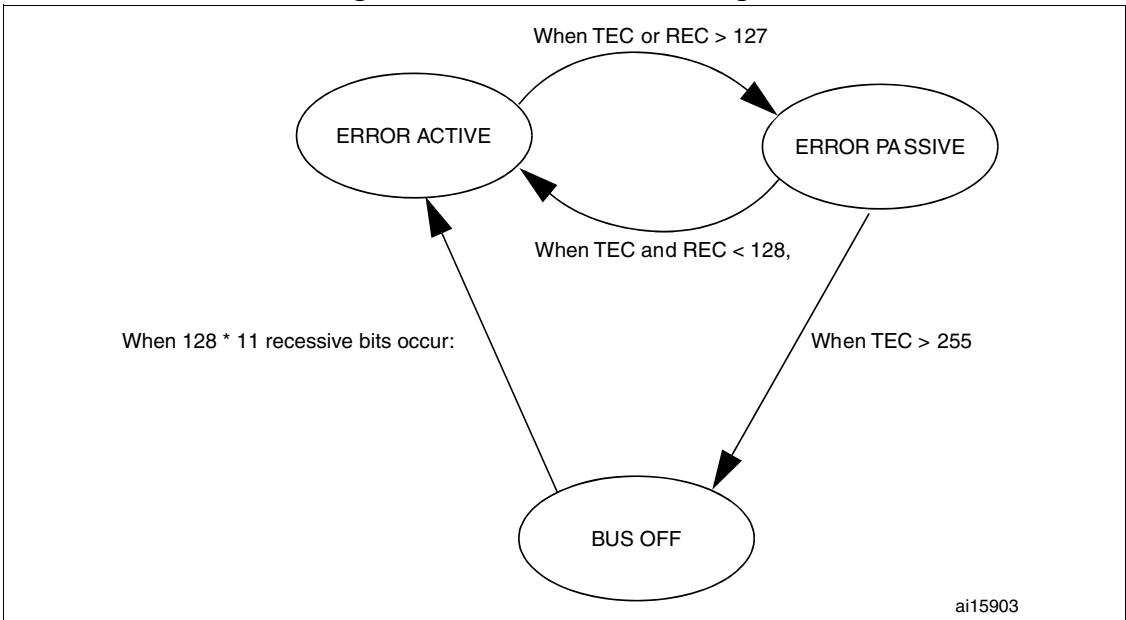 When TEC or REC > 127
ERROR ACTIVE
ERROR PASSIVE
When TEC and REC < 128,
When 128 * 11 recessive bits occur:
When TEC > 255
BUS OFF
ai15903